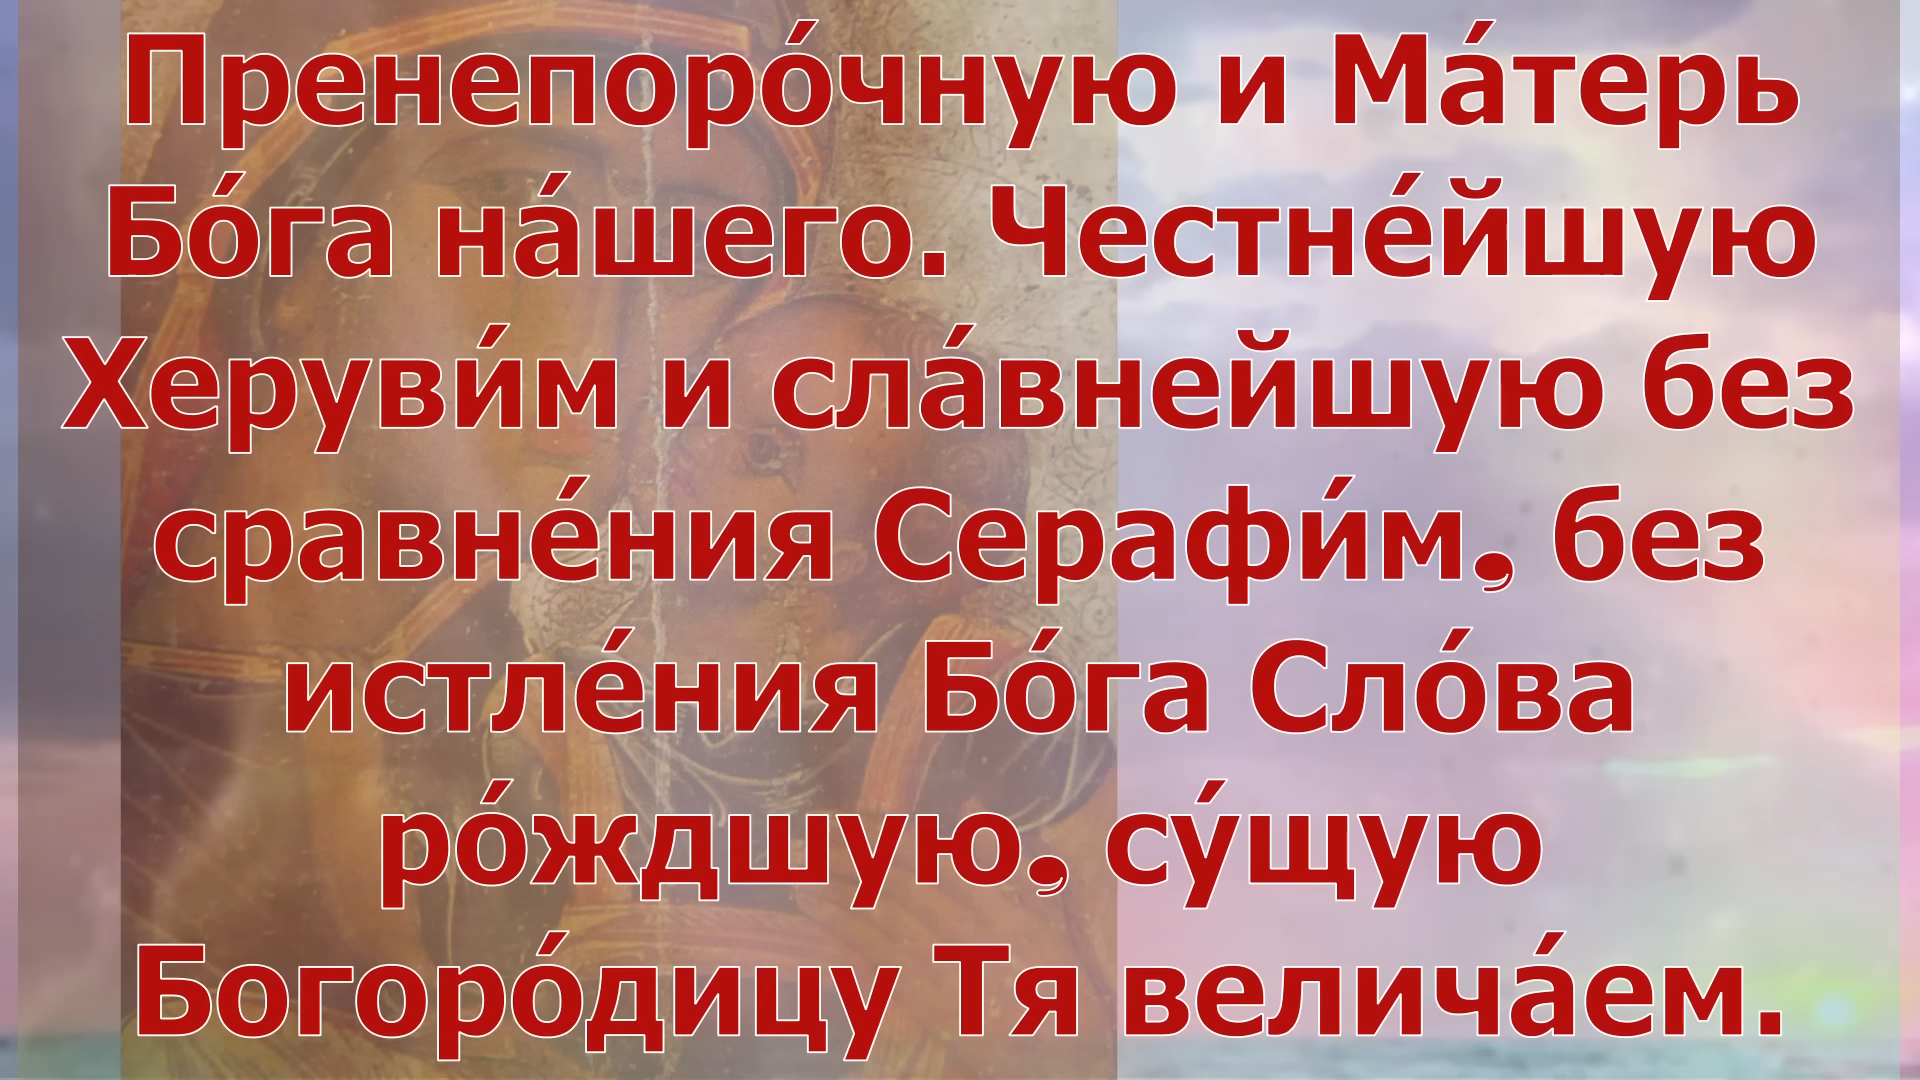 Пренепоро́чную и Ма́терь
Бо́га на́шего. Честне́йшую
Херуви́м и сла́внейшую без
сравне́ния Серафи́м, без
истле́ния Бо́га Сло́ва
ро́ждшую, су́щую
Богоро́дицу Тя велича́ем.